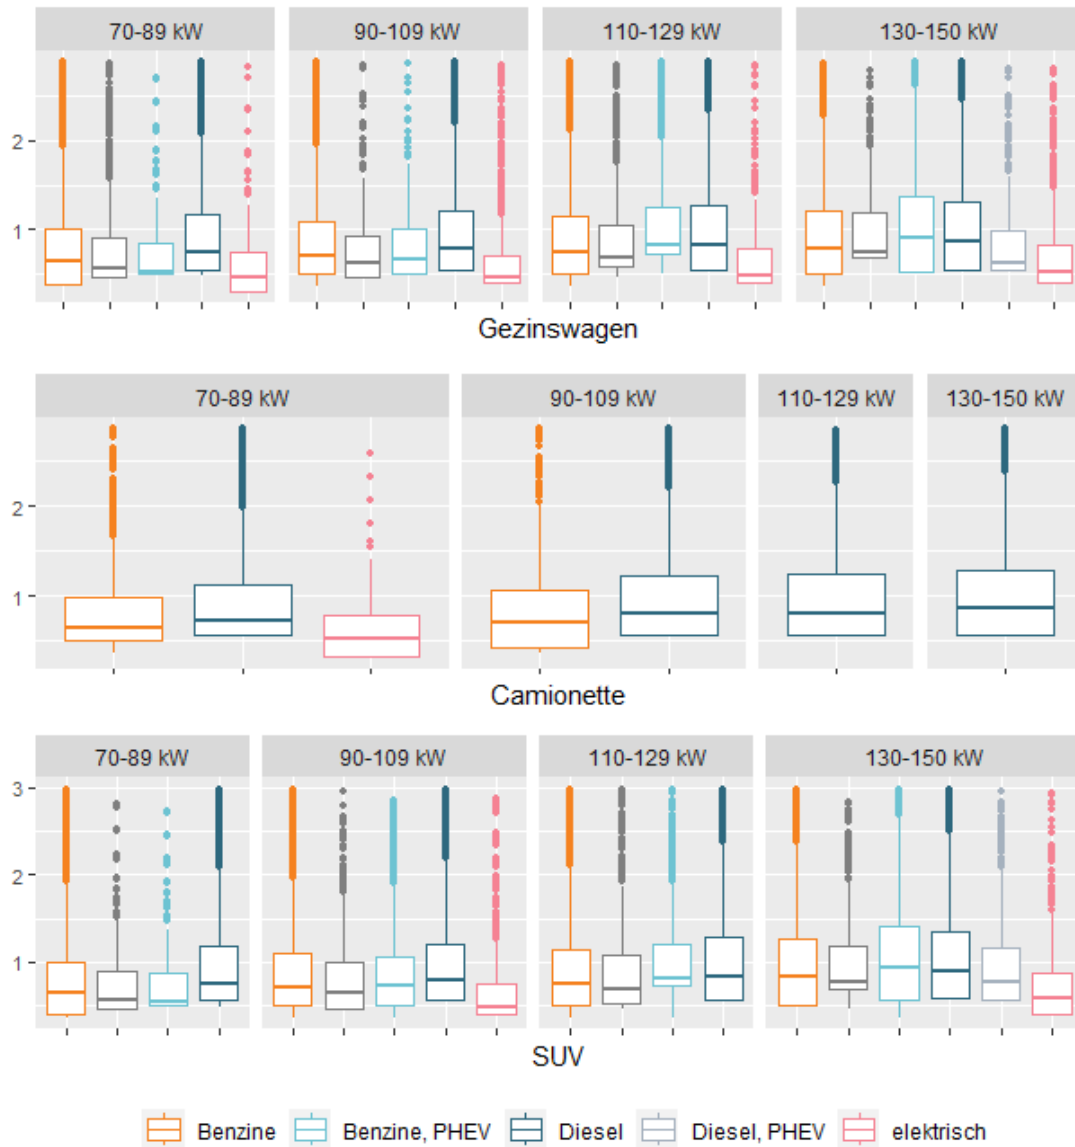 70-89 kW 90-109 kW 110-129 kW 130-150 kW
2
1
Gezinswagen
70-89 kW 90-109 kW 110-129 kW 130-150 kW
2
1
Camionette
70-89 kW 90-109 kW 110-129 kW 130-150 kW
3
2
1
SUV
Benzine Benzine, PHEV Diesel Diesel, PHEV elektrisch